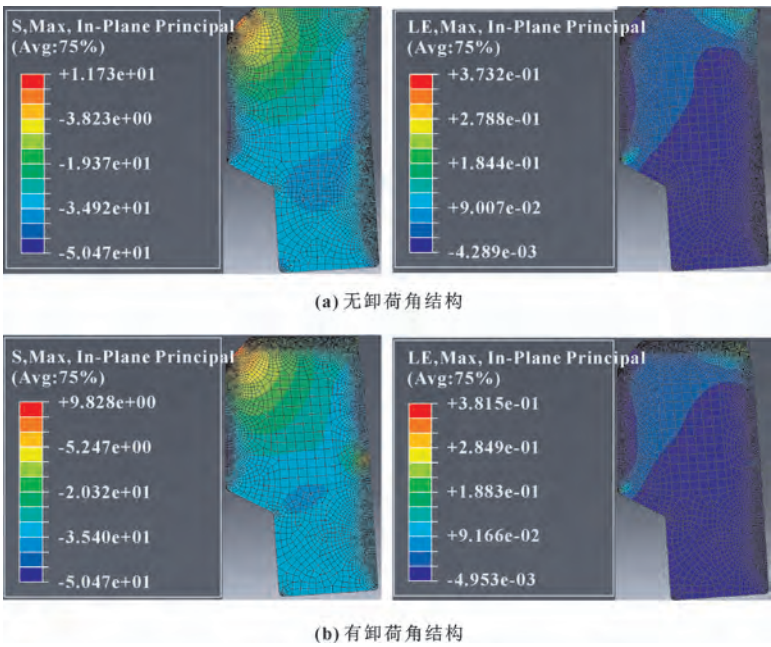 S,Max, In-Plane Principal
(Avg:75%)
+1.173e+01
-3.823e+00
-1.937e+01
-3.492e+01
-5.047e+01
LE,Max, In-Plane Principal
(Avg:75%)
+3.732e-01
+2.788e-01
+1.844e-01
+9.007e-02
-4.289e-03
(a)无卸荷角结构
S,Max, In-Plane Principal
(Avg:75%)
+9.828e+00
-5.247e+00
-2.032e+01
-3.540e+01
-5.047e+01
LE,Max, In-Plane Principal
(Avg:75%)
+3.815e-01
+2.849e-01
+1.883e-01
+9.166e-02
-4.953e-03
(b)有卸荷角结构